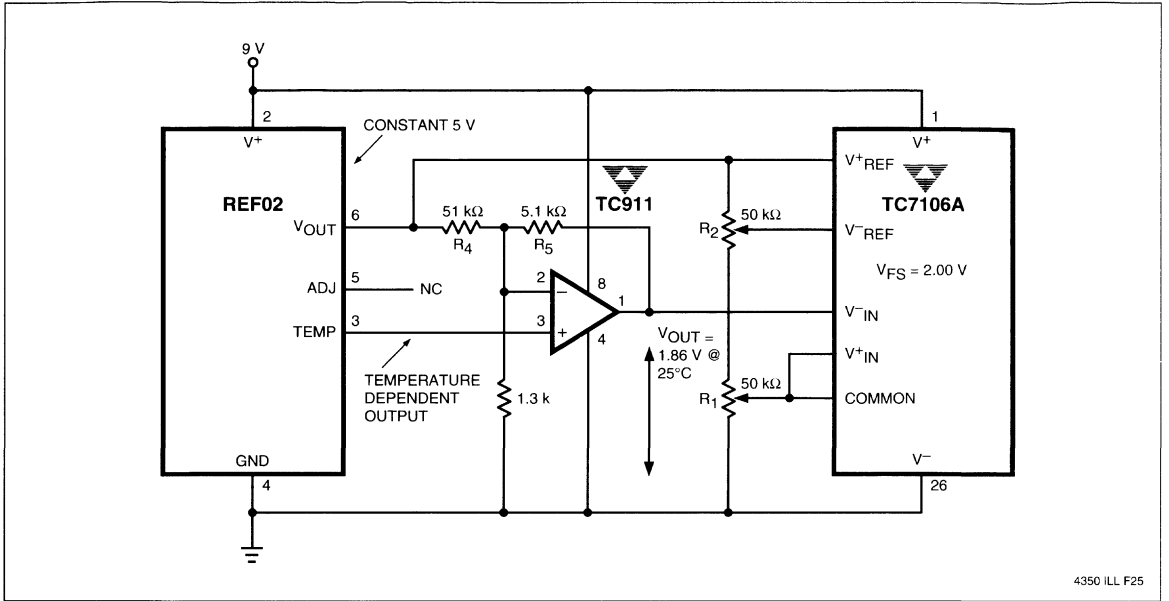 9 V
2
V+
CONSTANT 5 V
REF02
VOUT
6
51 kΩ
R4
5.1 kΩ
R5
TC911
ADJ
5
NC
TEMP
3
2
−
3
+
8
1
4
TEMPERATURE
DEPENDENT
OUTPUT
1.3 k
VOUT =
1.86 V @
25°C
GND
4
R2
50 kΩ
R1
50 kΩ
1
V+
V+REF
TC7106A
V−REF
VFS = 2.00 V
V−IN
V+IN
COMMON
V−
26
4350 ILL F25